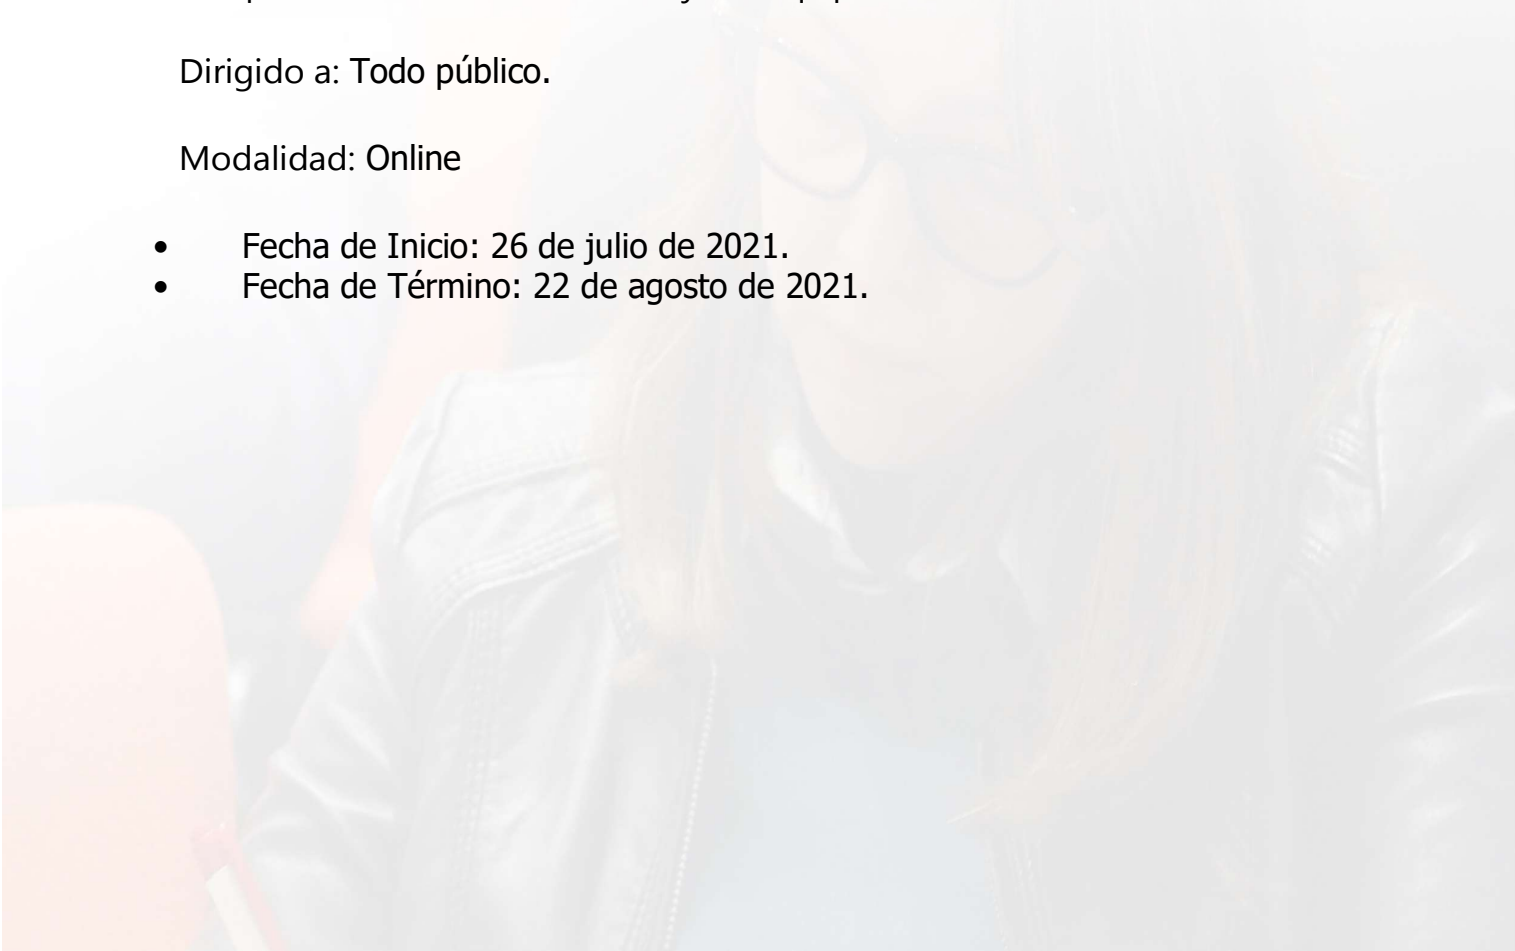 Dirigido a: Todo público.
Modalidad: Online
• Fecha de Inicio: 26 de julio de 2021.
• Fecha de Término: 22 de agosto de 2021.